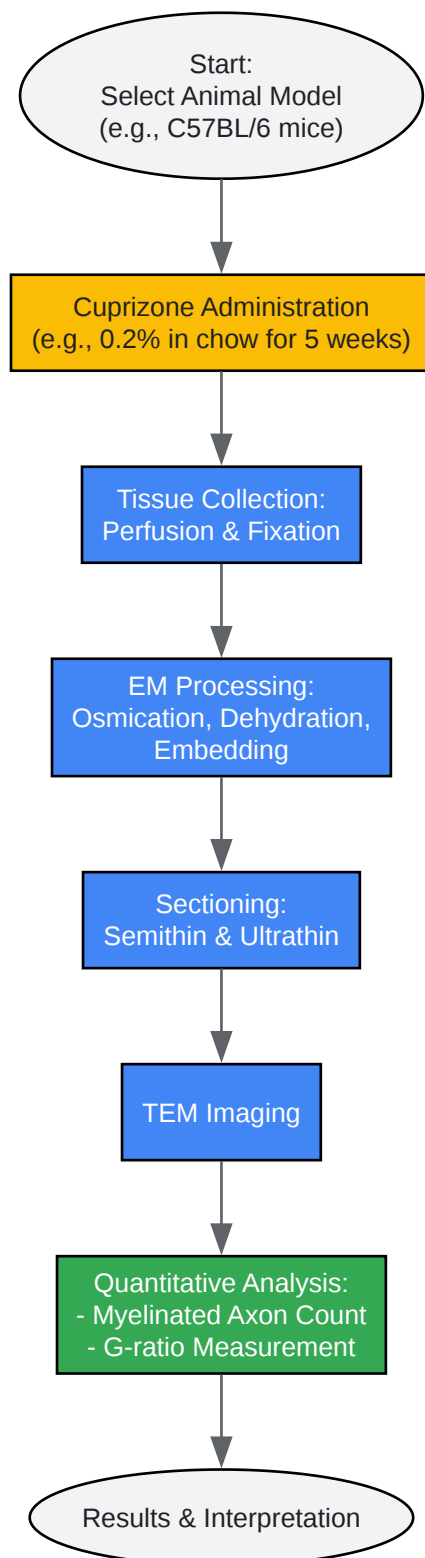 Start:
Select Animal Model
(e.g., C57BL/6 mice)
Cuprizone Administration
(e.g., 0.2% in chow for 5 weeks)
Tissue Collection:
Perfusion & Fixation
EM Processing:
Osmication, Dehydration,
Embedding
Sectioning:
Semithin & Ultrathin
TEM Imaging
Quantitative Analysis:
- Myelinated Axon Count
- G-ratio Measurement
Results & Interpretation